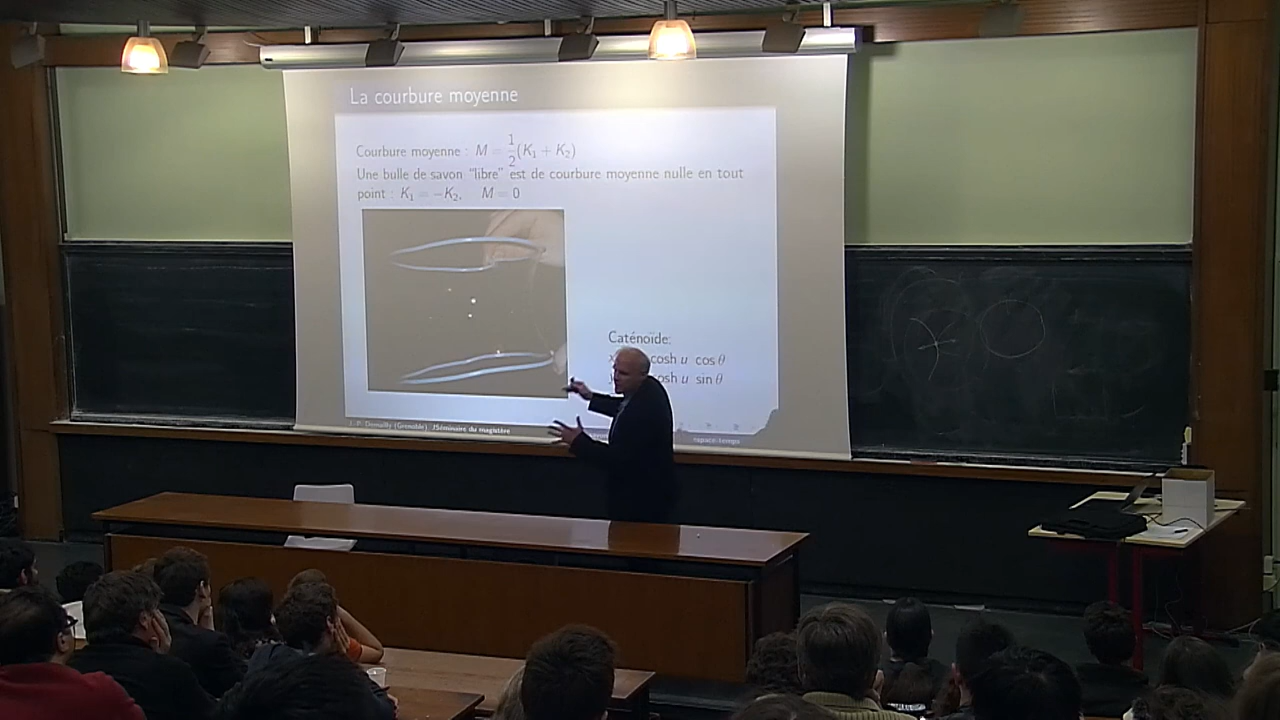 La courbure moyenne
Courbure moyenne : M = 1/2 (K₁ + K₂)
Une bulle de savon "libre" est de courbure moyenne nulle en tout
point : K₁ = −K₂, M = 0
Caténoïde:
cosh u cos θ
cosh u sin θ
J.-P. Demailly (Grenoble), /Séminaire du magistère
espace-temps